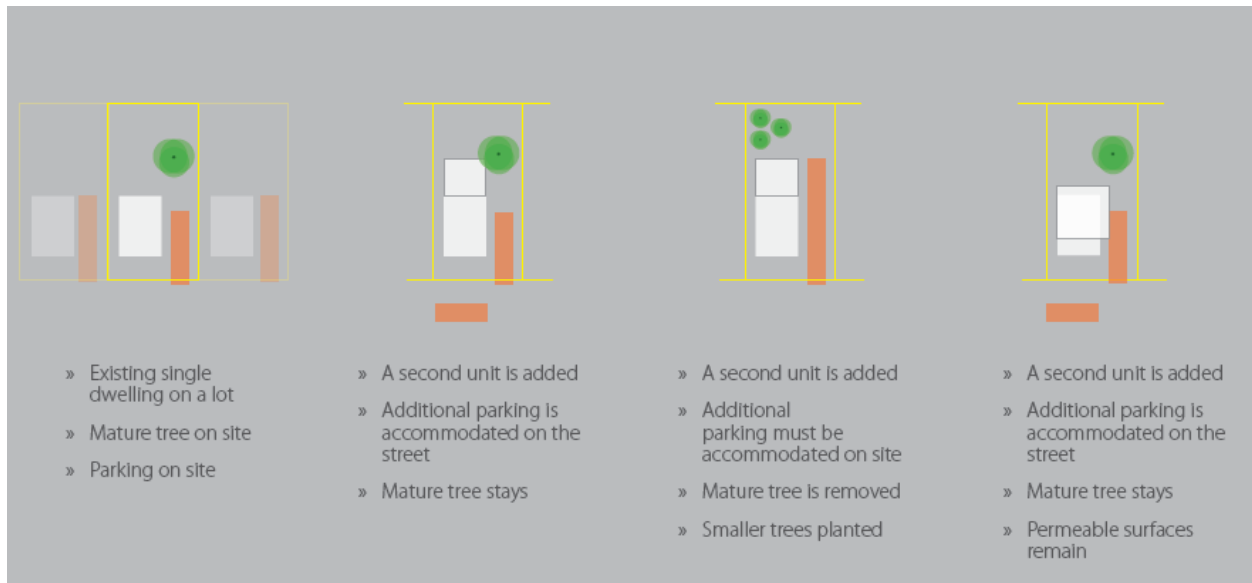 » Existing single
dwelling on a lot
» Mature tree on site
» Parking on site
» A second unit is added
» Additional parking is
accommodated on the
street
» Mature tree stays
» A second unit is added
» Additional
parking must be
accommodated on site
» Mature tree is removed
» Smaller trees planted
» A second unit is added
» Additional parking is
accommodated on the
street
» Mature tree stays
» Permeable surfaces
remain